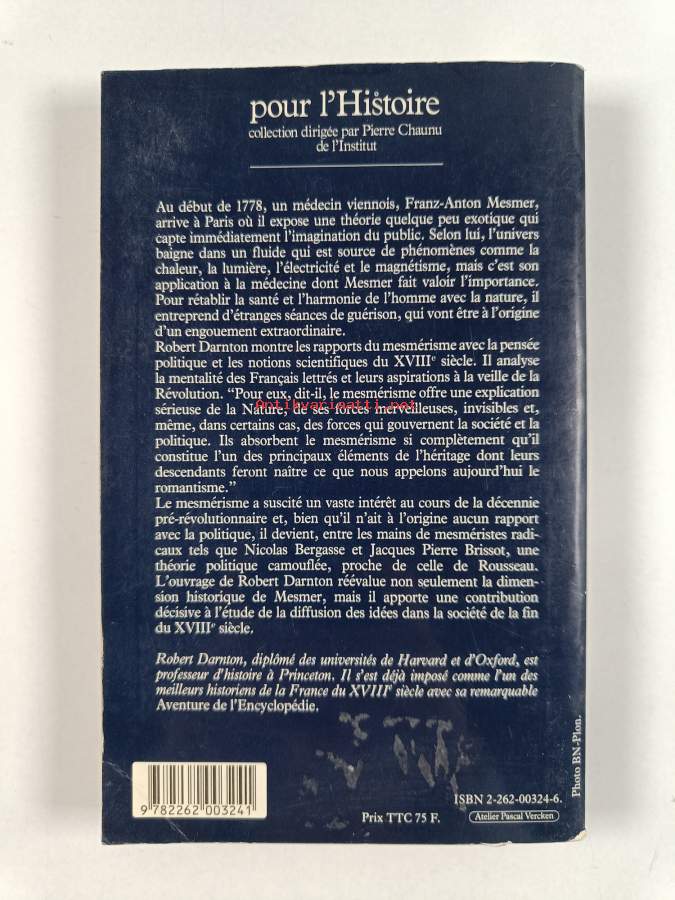 pour l'Histoire
collection dirigée par Pierre Chaunu
de l'Institut
Au début de 1778, un médecin viennois, Franz-Anton Mesmer,
arrive à Paris où il expose une théorie quelque peu exotique qui
capte immédiatement l'imagination du public. Selon lui, l'univers
baigne dans un fluide qui est source de phénomènes comme la
chaleur, la lumière, l'électricité et le magnétisme, mais c'est son
application à la médecine dont Mesmer fait valoir l'importance.
Pour rétablir la santé et l'harmonie de l'homme avec la nature, il
entreprend d'étranges séances de guérison, qui vont être à l'origine
d'un engouement extraordinaire.
Robert Darnton montre les rapports du mesmérisme avec la pensée
politique et les notions scientifiques du XVIIIe siècle. Il analyse
la mentalité des Français lettrés et leurs aspirations à la veille de la
Révolution. "Pour eux, dit-il, le mesmérisme offre une explication
sérieuse de la Nature, de ses forces merveilleuses, invisibles et,
même, dans certains cas, des forces qui gouvernent la société et la
politique. Ils absorbent le mesmérisme si complètement qu'il
constitue l'un des principaux éléments de l'héritage dont leurs
descendants feront naître ce que nous appelons aujourd'hui le
romantisme."
Le mesmérisme a suscité un vaste intérêt au cours de la décennie
pré-révolutionnaire et, bien qu'il n'ait à l'origine aucun rapport
avec la politique, il devient, entre les mains de mesméristes radi-
caux tels que Nicolas Bergasse et Jacques Pierre Brissot, une
théorie politique camouflée, proche de celle de Rousseau.
L'ouvrage de Robert Darnton réévalue non seulement la dimen-
sion historique de Mesmer, mais il apporte une contribution
décisive à l'étude de la diffusion des idées dans la société de la fin
du XVIIIe siècle.
Robert Darnton, diplômé des universités de Harvard et d'Oxford, est
professeur d'histoire à Princeton. Il s'est déjà imposé comme l'un des
meilleurs historiens de la France du XVIIIe siècle avec sa remarquable
Aventure de l'Encyclopédie.
Photo BN-Plon.
9 782262 003241
ISBN 2-262-00324-6.
Prix TTC 75 F.
Atelier Pascal Vercken
Antikvariaatti.net